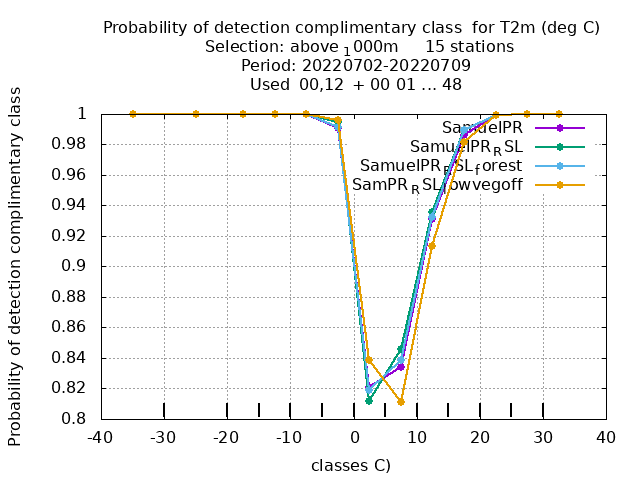 Probability of detection complimentary class for T2m (deg C)
Selection: above 1000m 15 stations
Period: 20220702-20220709
Used 00,12 + 00 01 ... 48
Probability of detection complimentary class
1
0.98
0.96
0.94
0.92
0.9
0.88
0.86
0.84
0.82
0.8
SamuelPR
SamuelPRRSL
SamuelPRRSLforest
SamPRRSLlowvegoff
-40 -30 -20 -10 0 10 20 30 40
classes C)